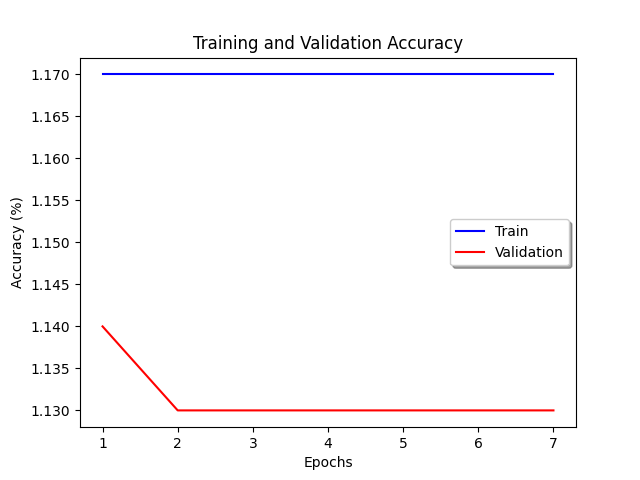 Training and Validation Accuracy
Accuracy (%)
1.170
1.165
1.160
1.155
1.150
1.145
1.140
1.135
1.130
Train
Validation
1 2 3 4 5 6 7
Epochs